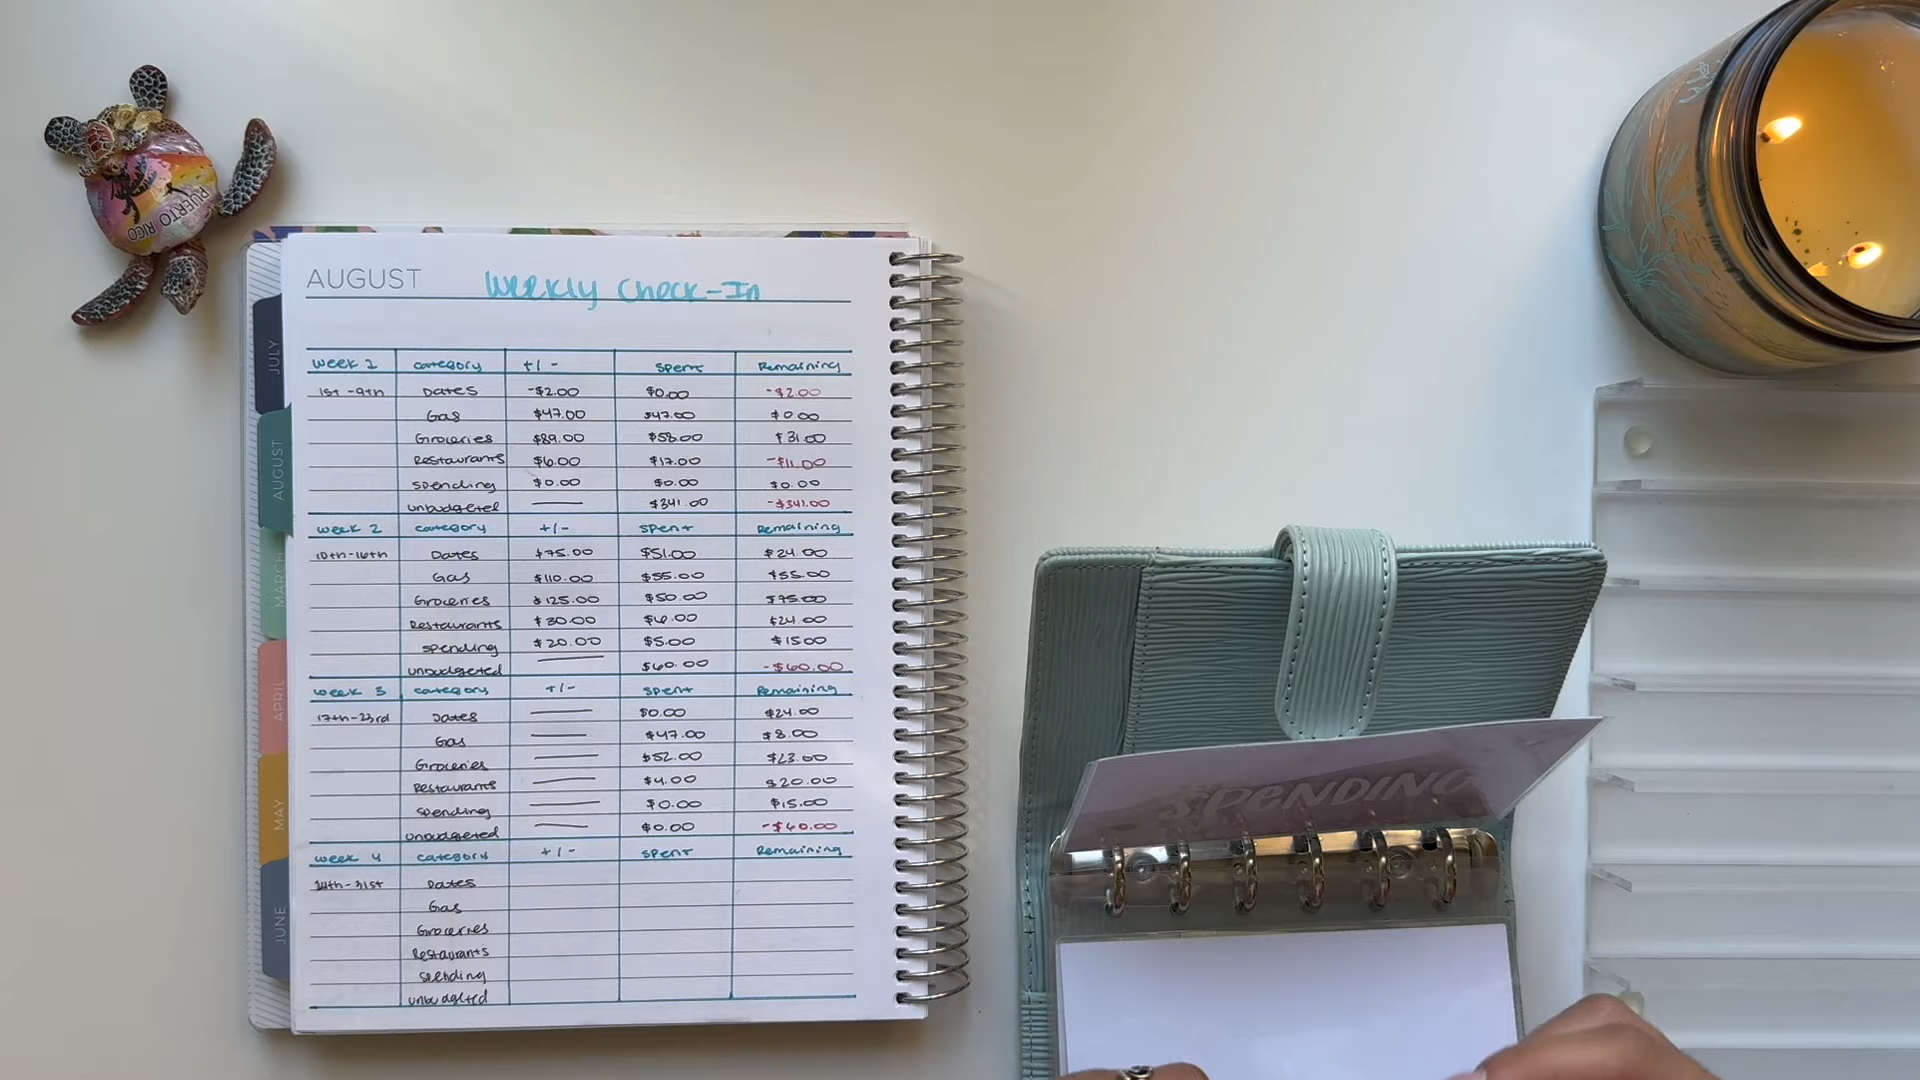 PUERTO RICO
AUGUST Weekly Check-In
Week 1 category +/- Spent Remaining
1st-9th Dates -$2.00 $0.00 -$2.00
Gas $47.00 $47.00 $0.00
Groceries $89.00 $58.00 $31.00
Restaurants $6.00 $17.00 -$11.00
spending $0.00 $0.00 $0.00
unbudgeted — $341.00 -$341.00
week 2 category +/- Spent Remaining
10th-16th Dates $75.00 $51.00 $24.00
Gas $110.00 $55.00 $55.00
Groceries $125.00 $50.00 $75.00
Restaurants $30.00 $6.00 $24.00
spending $20.00 $5.00 $15.00
unbudgeted — $60.00 -$60.00
week 3 category +/- Spent Remaining
17th-23rd Dates — $0.00 $24.00
Gas — $47.00 $8.00
Groceries — $52.00 $23.00
Restaurants — $4.00 $20.00
spending — $0.00 $15.00
unbudgeted — $0.00 -$60.00
week 4 category +/- Spent Remaining
24th-31st Dates
Gas
Groceries
Restaurants
spending
unbudgeted
JULY
AUGUST
MARCH
APRIL
MAY
JUNE
SPENDING